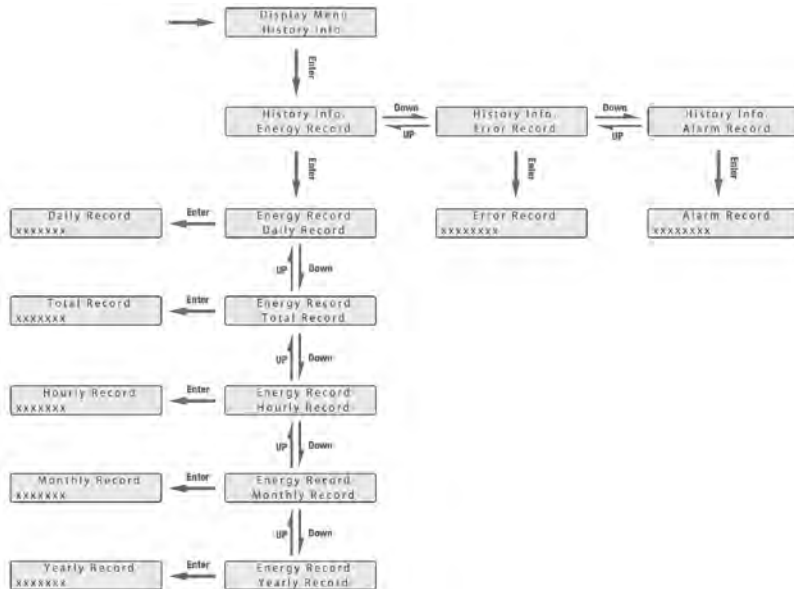 Display Menu
History Info.
Enter
History Info.
Energy Record
Down
UP
History Info.
Error Record
Down
UP
History Info.
Alarm Record
Enter
Enter
Enter
Daily Record
xxxxxxx
Enter
Energy Record
Daily Record
Error Record
xxxxxxxx
Alarm Record
xxxxxxxx
UP
Down
Total Record
xxxxxxx
Enter
Energy Record
Total Record
UP
Down
Hourly Record
xxxxxxx
Enter
Energy Record
Hourly Record
UP
Down
Monthly Record
xxxxxxx
Enter
Energy Record
Monthly Record
UP
Down
Yearly Record
xxxxxxx
Enter
Energy Record
Yearly Record